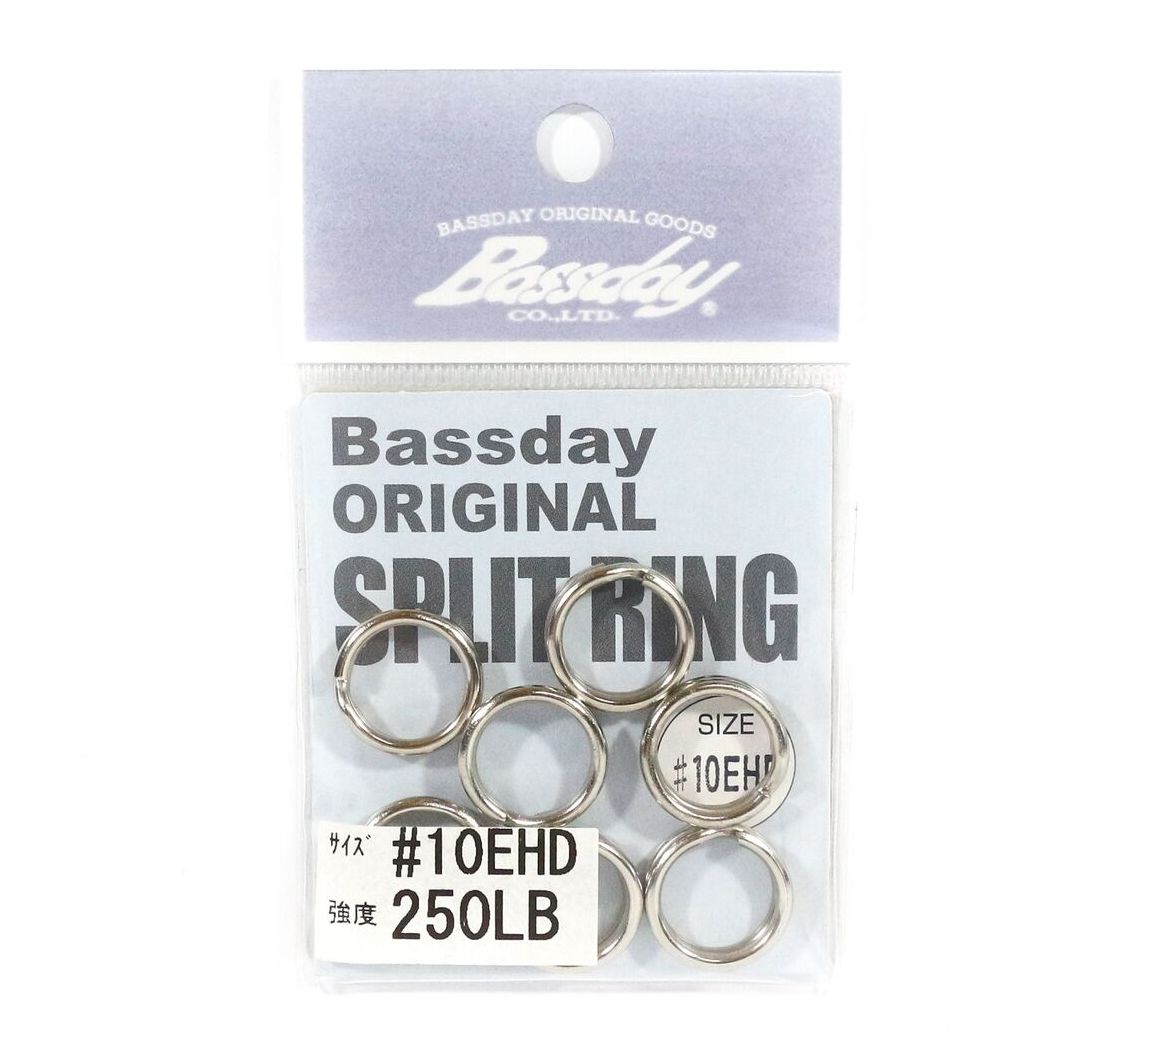 BASSDAY ORIGINAL GOODS
Bassday®
CO.,LTD.
Bassday
ORIGINAL
SPLIT RING
SIZE
#10EHD
サイズ #10EHD
強度 250LB